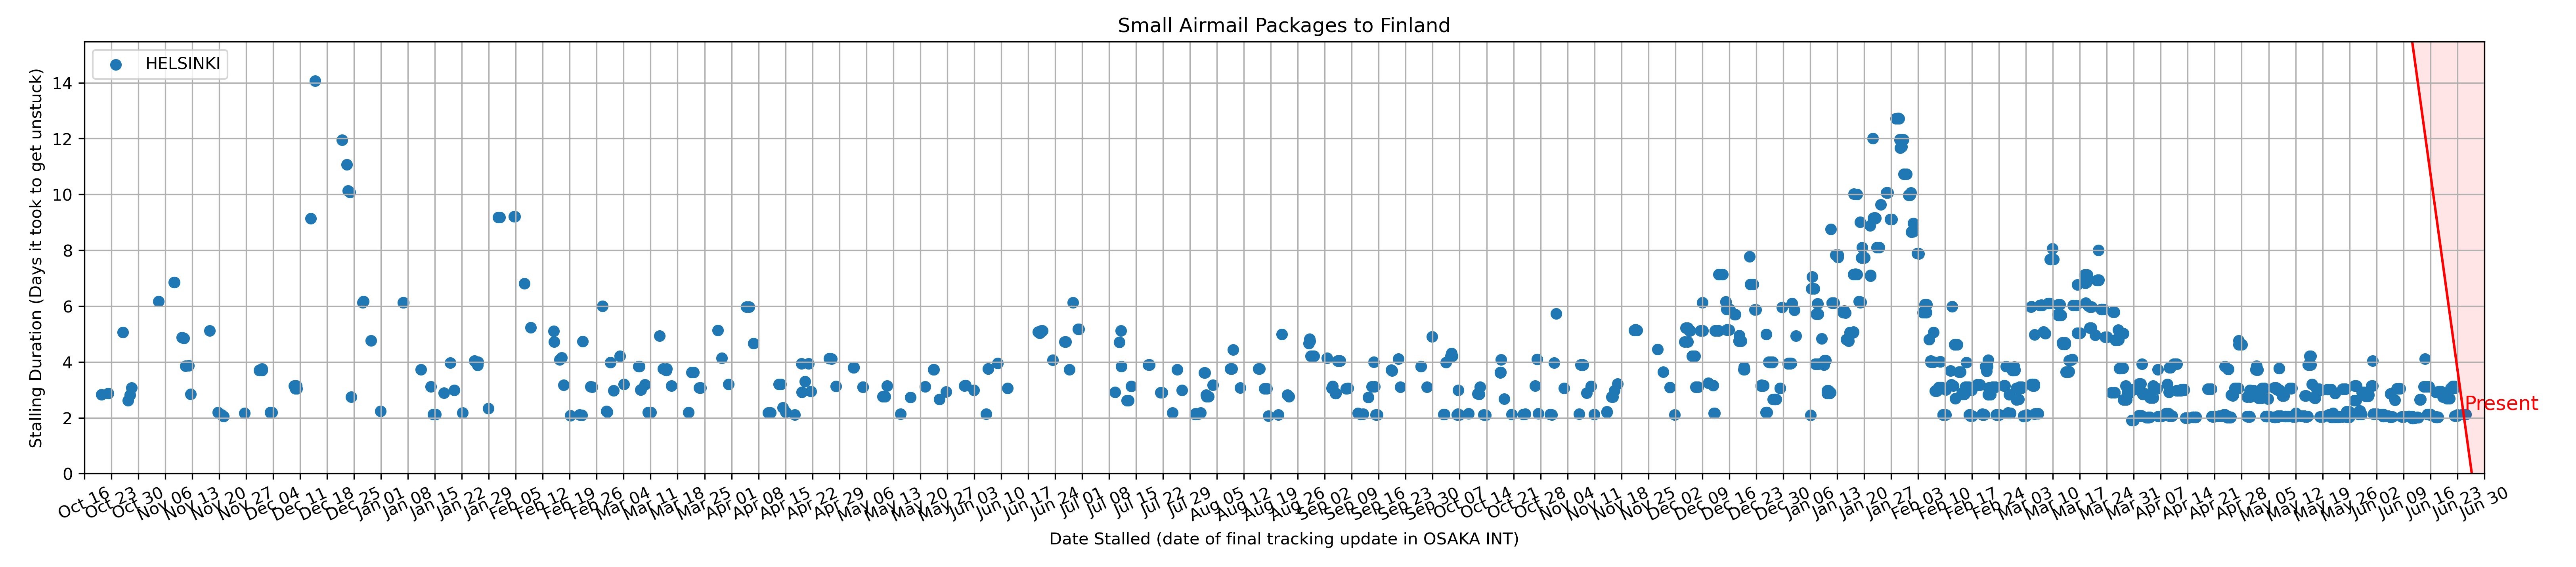 Small Airmail Packages to Finland
HELSINKI
Stalling Duration (Days it took to get unstuck)
14
12
10
8
6
4
2
0
Present
Oct 16 Oct 23 Oct 30 Nov 06 Nov 13 Nov 20 Nov 27 Dec 04 Dec 11 Dec 18 Dec 25 Jan 01 Jan 08 Jan 15 Jan 22 Jan 29 Feb 05 Feb 12 Feb 19 Feb 26 Mar 04 Mar 11 Mar 18 Mar 25 Apr 01 Apr 08 Apr 15 Apr 22 Apr 29 May 06 May 13 May 20 May 27 Jun 03 Jun 10 Jun 17 Jun 24 Jul 01 Jul 08 Jul 15 Jul 22 Jul 29 Aug 05 Aug 12 Aug 19 Aug 26 Sep 02 Sep 09 Sep 16 Sep 23 Sep 30 Oct 07 Oct 14 Oct 21 Oct 28 Nov 04 Nov 11 Nov 18 Nov 25 Dec 02 Dec 09 Dec 16 Dec 23 Dec 30 Jan 06 Jan 13 Jan 20 Jan 27 Feb 03 Feb 10 Feb 17 Feb 24 Mar 03 Mar 10 Mar 17 Mar 24 Mar 31 Apr 07 Apr 14 Apr 21 Apr 28 May 05 May 12 May 19 May 26 Jun 02 Jun 09 Jun 16 Jun 23 Jun 30
Date Stalled (date of final tracking update in OSAKA INT)